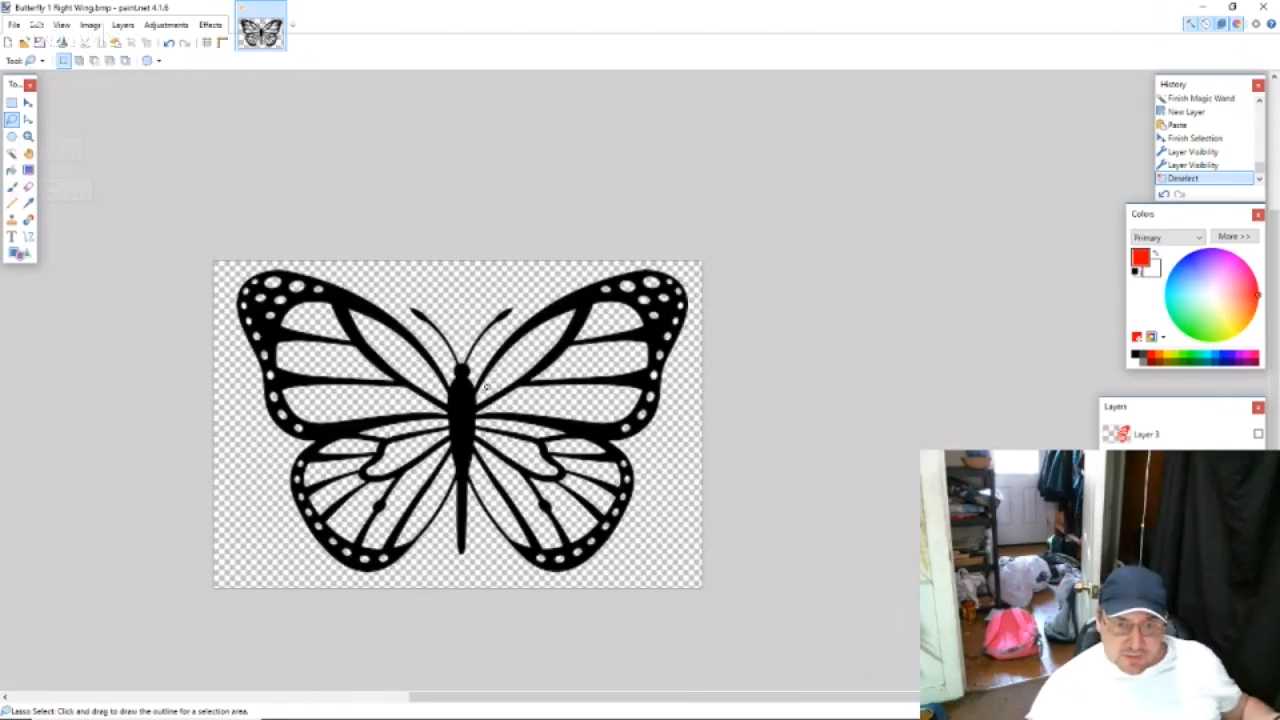 Butterfly 1 Right Wing.bmp - paint.net 4.1.6
File
View
Image
Layers
Adjustments
Effects
Tool:
To...
History
Finish Magic Wand
New Layer
Paste
Finish Selection
Layer Visibility
Layer Visibility
Deselect
Colors
Primary
More >>
Layers
Layer 3
Lasso Select: Click and drag to draw the outline for a selection area.